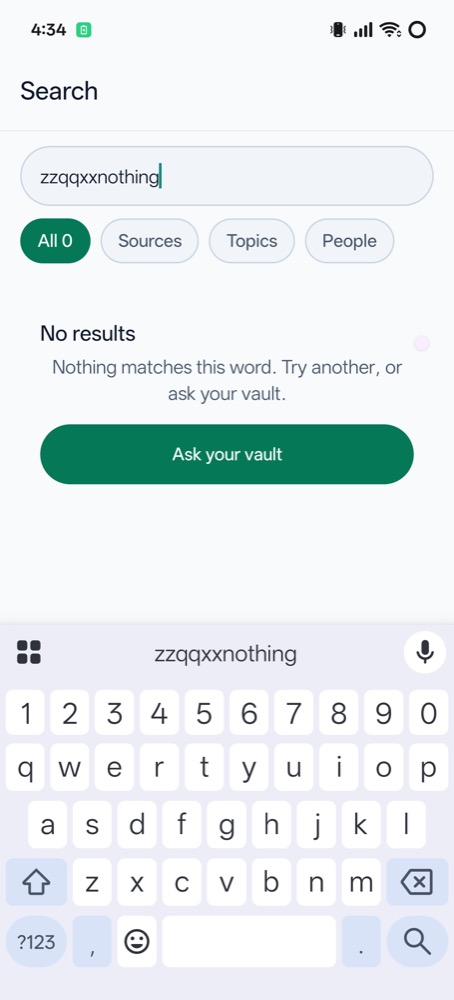 4:34
Search
zzqqxxnothing
All 0
Sources
Topics
People
No results
Nothing matches this word. Try another, or
ask your vault.
Ask your vault
zzqqxxnothing
1 2 3 4 5 6 7 8 9 0
q w e r t y u i o p
a s d f g h j k l
z x c v b n m
?123 , .